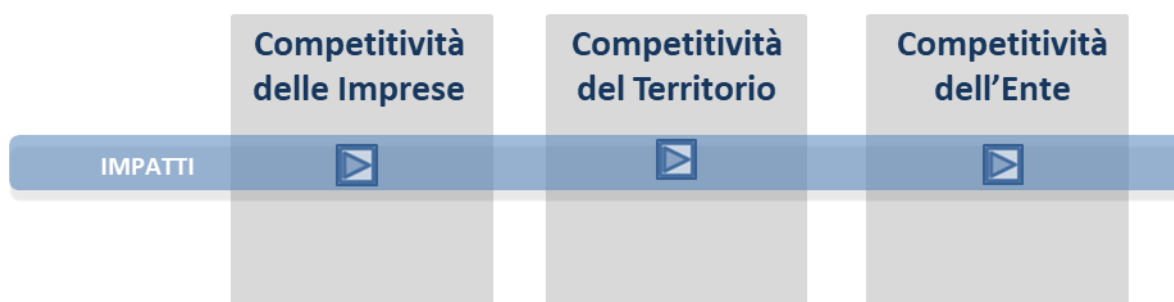 Competitività
delle Imprese
Competitività
del Territorio
Competitività
dell’Ente
IMPATTI